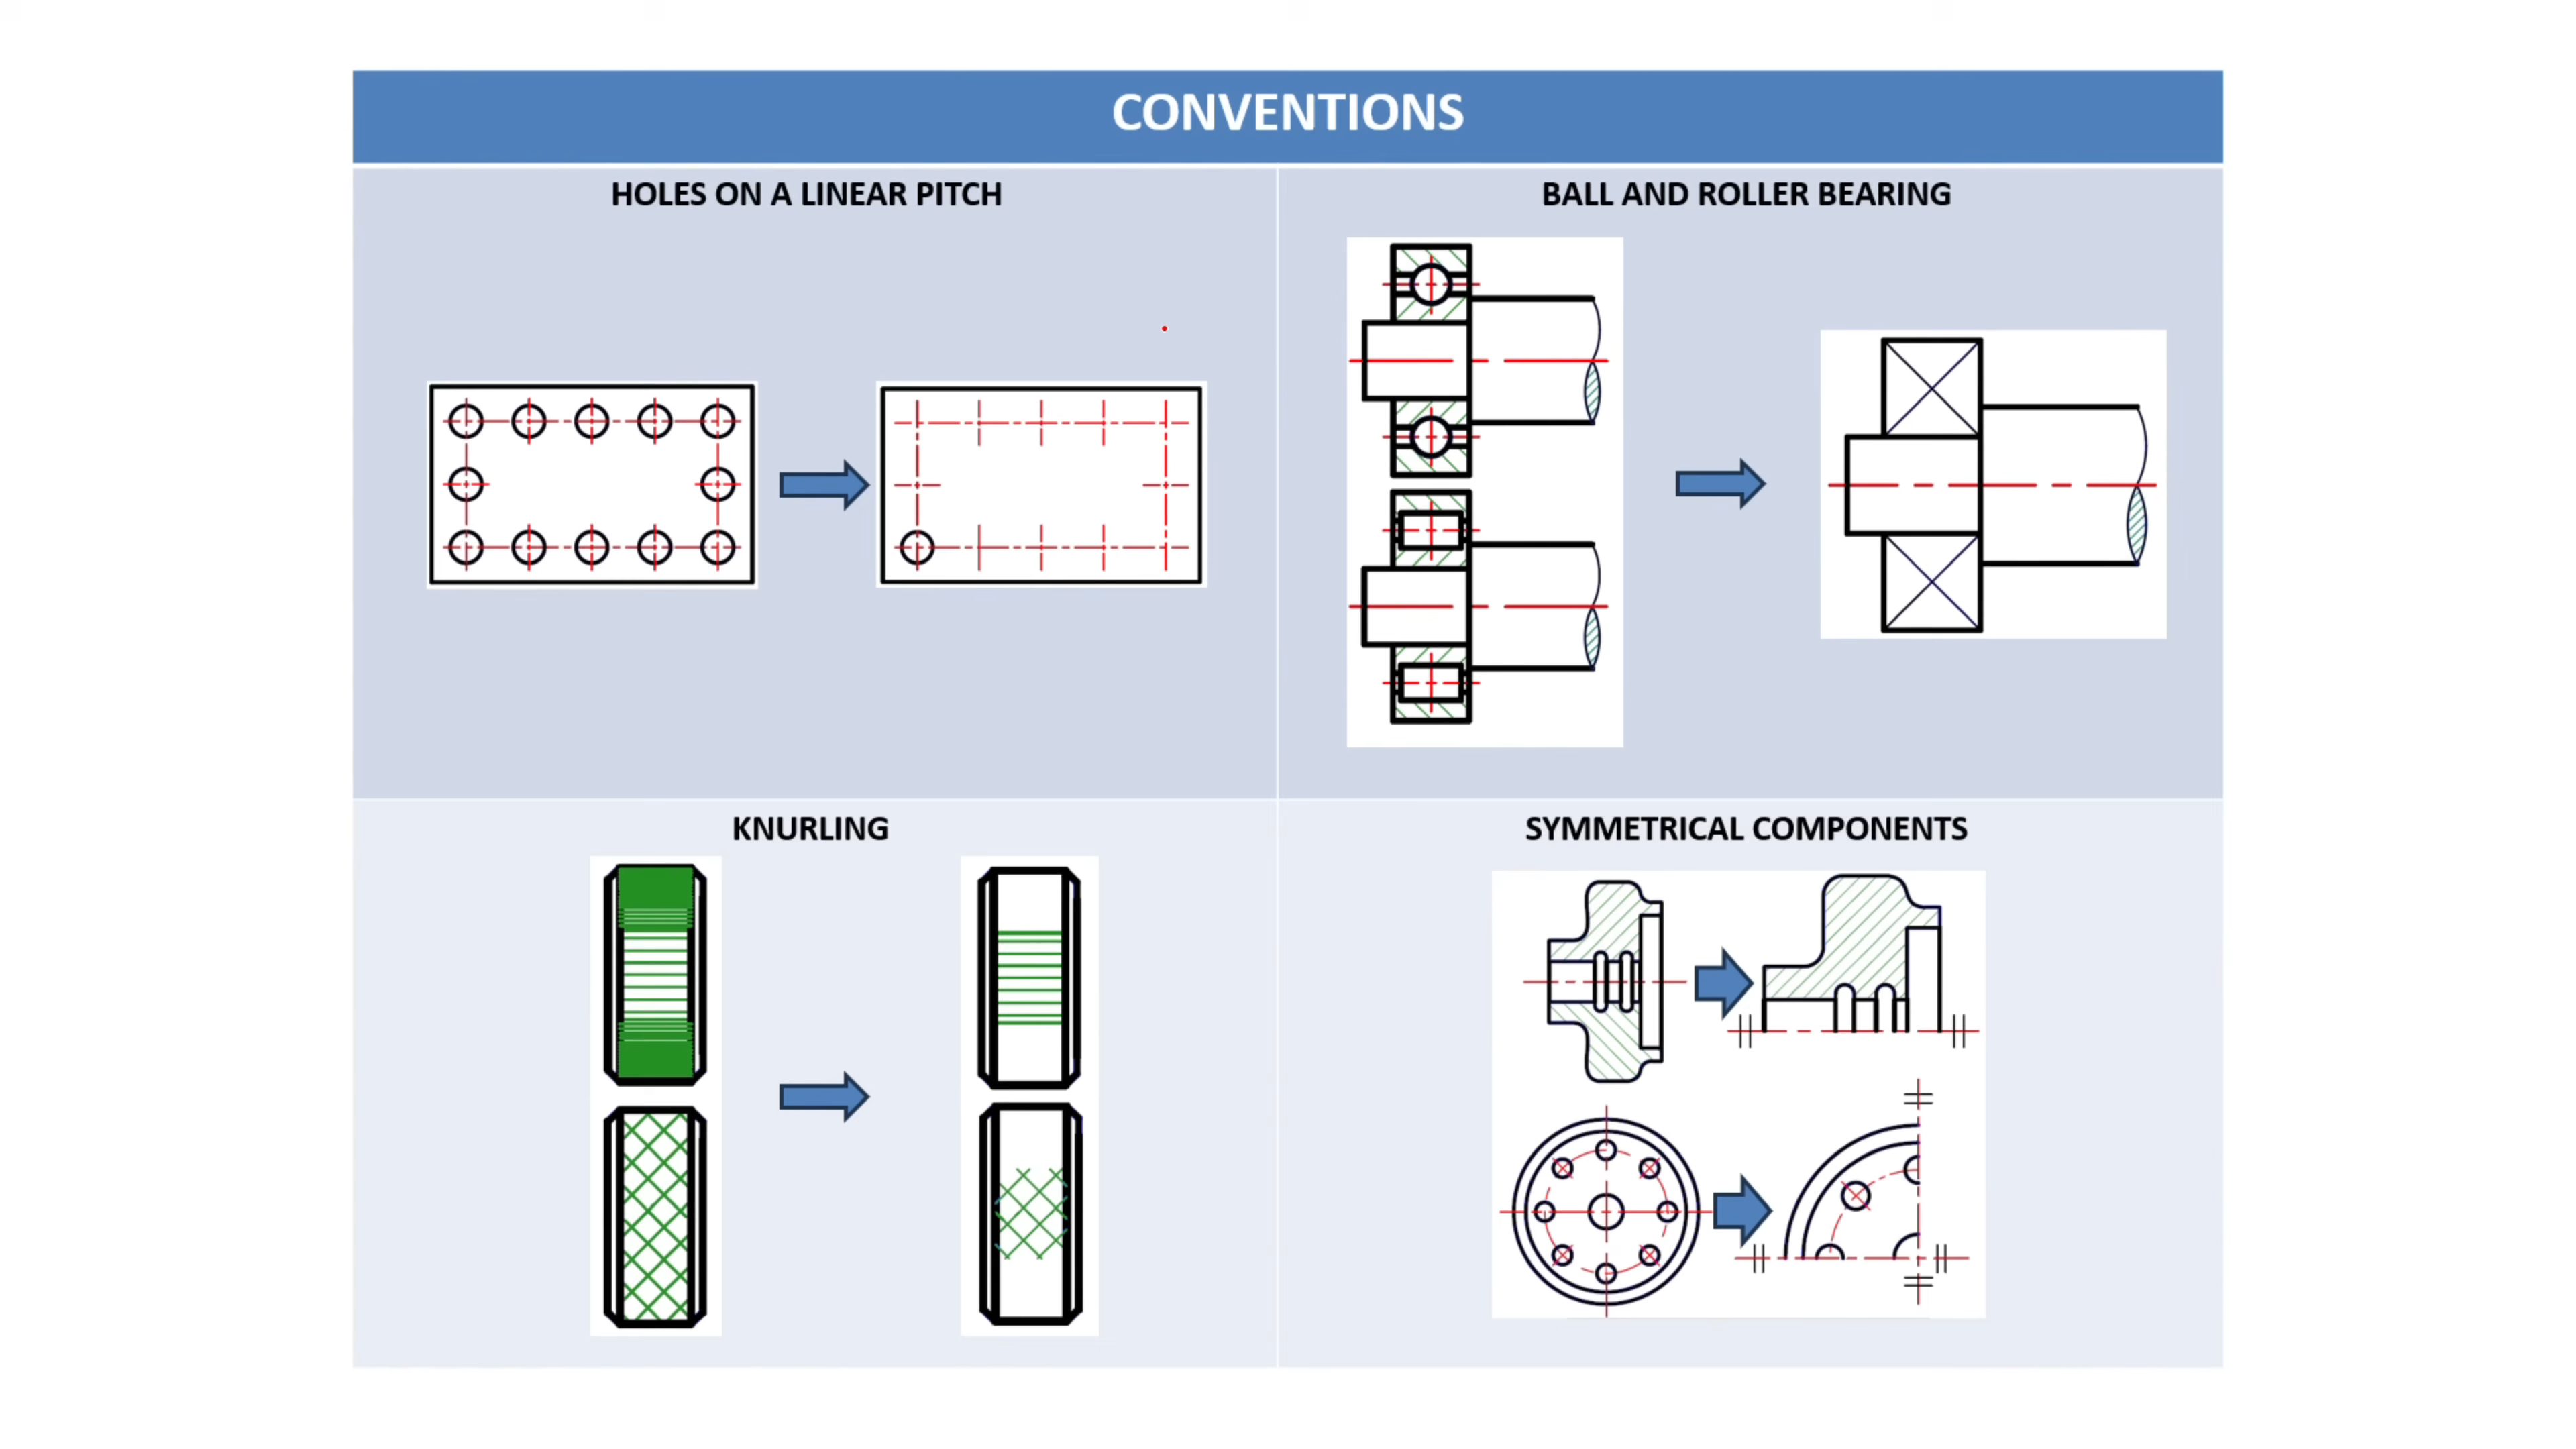 CONVENTIONS
HOLES ON A LINEAR PITCH
BALL AND ROLLER BEARING
KNURLING
SYMMETRICAL COMPONENTS